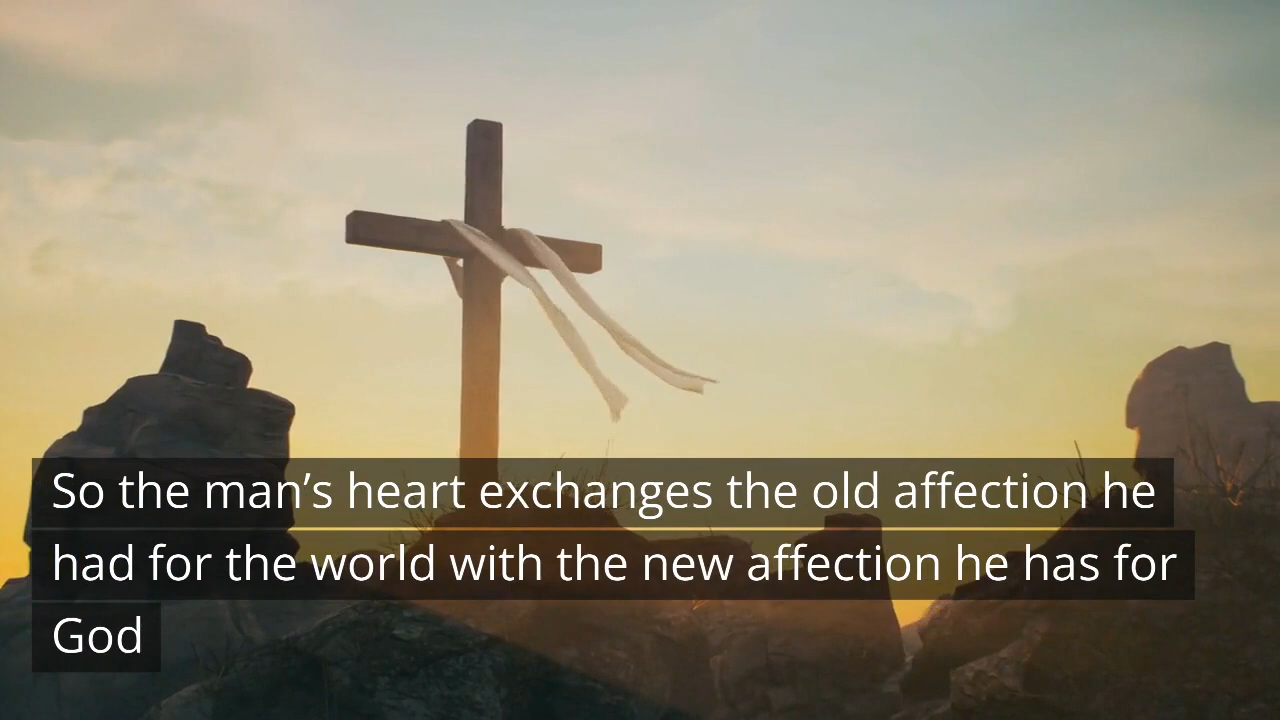 So the man’s heart exchanges the old affection he
had for the world with the new affection he has for
God